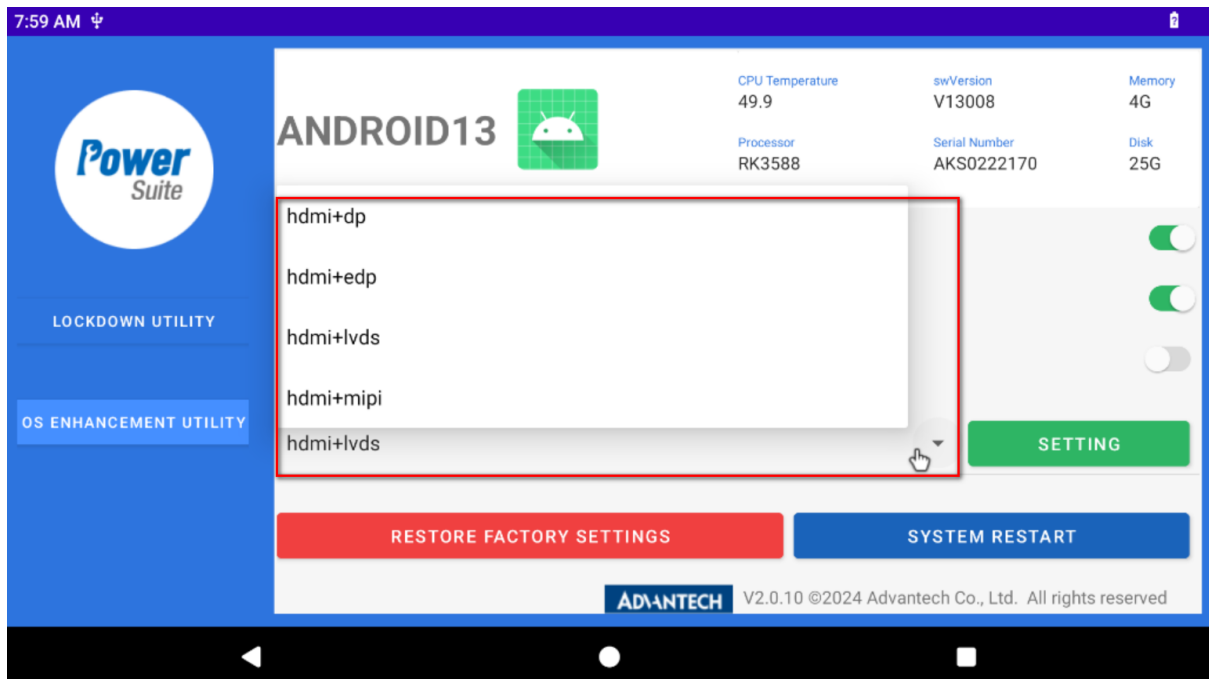 7:59 AM
Power
Suite
LOCKDOWN UTILITY
OS ENHANCEMENT UTILITY
ANDROID13
CPU Temperature
49.9
swVersion
V13008
Memory
4G
Processor
RK3588
Serial Number
AKS0222170
Disk
25G
hdmi+dp
hdmi+edp
hdmi+lvds
hdmi+mipi
hdmi+lvds
SETTING
RESTORE FACTORY SETTINGS
SYSTEM RESTART
ADVANTECH
V2.0.10 ©2024 Advantech Co., Ltd. All rights reserved